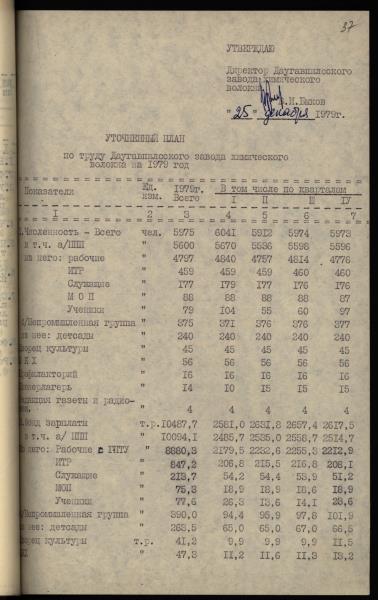 37
УТВЕРЖДАЮ
Директор Даугавпилсского
завода химического
волокна
И.Быков
"25" декабря 1979г.
УТОЧНЕННЫЙ ПЛАН
по труду Даугавпилсского завода химического
волокна на 1979 год
Показатели Ед. изм. 1979г. Всего В том числе по кварталам
I II III IУ
I 2 3 4 5 6 7
Численность - Всего чел. 5975 6041 5912 5974 5973
в т.ч. а/ППП " 5600 5670 5536 5598 5596
из него: рабочие " 4797 4840 4757 4814 4776
ИТР " 459 459 459 460 460
Служащие " 177 179 177 176 176
М О П " 88 88 88 88 87
Ученики " 79 104 55 60 97
б/Непромышленная группа " 375 371 376 376 377
из нее: детсады " 240 240 240 240 240
Дворец культуры " 45 45 45 45 45
Ж К Х " 56 56 56 56 56
Профилакторий " 16 16 16 16 16
Пионерлагерь " 14 10 15 15 15
Редакция газеты и радио-
" 4 4 4 4 4
Фонд зарплаты т.р. 10487,7 2581,0 2631,8 2657,4 2617,5
в т.ч. а/ ППП " 10094,1 2485,7 2535,0 2558,7 2514,7
Из него: Рабочие с ГПТУ " 8880,3 2179,5 2232,6 2255,3 2212,9
ИТР " 847,2 206,8 215,5 216,8 208,1
Служащие " 213,7 54,2 54,4 53,9 51,2
МОП " 75,3 18,9 18,9 18,6 18,9
Ученики " 77,6 26,3 13,6 14,1 23,6
б/Непромышленная группа " 390,0 94,4 95,9 97,8 101,9
из нее: детсады " 263,5 65,0 65,0 67,0 66,5
Дворец культуры т.р. 41,2 9,9 9,9 9,9 11,5
" 47,3 11,2 11,6 11,3 13,2